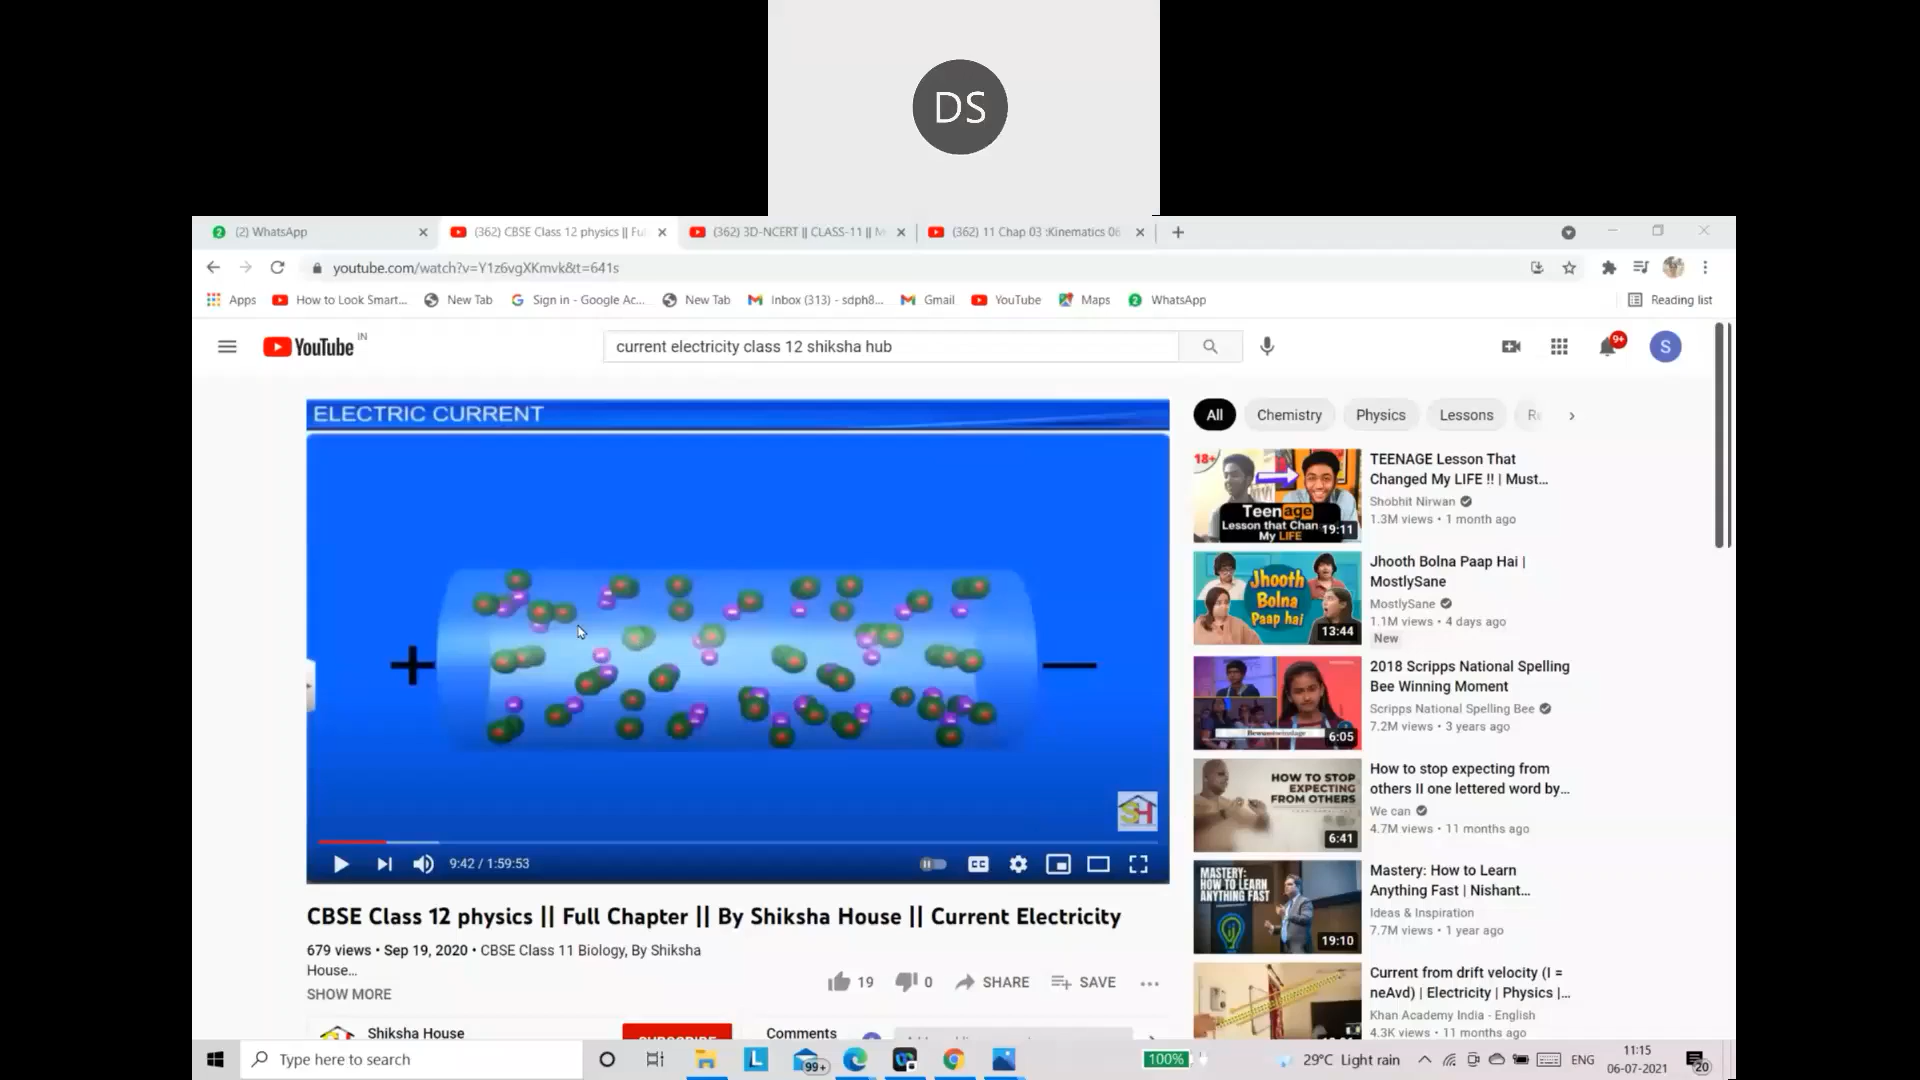 DS
2 (2) WhatsApp
(362) CBSE Class 12 physics || Ful
(362) 3D-NCERT || CLASS-11 || M
(362) 11 Chap 03 :Kinematics 06
youtube.com/watch?v=Y1z6vgXKmvk&t=641s
Apps
How to Look Smart...
New Tab
Sign in - Google Ac...
New Tab
Inbox (313) - sdph8...
Gmail
YouTube
Maps
2 WhatsApp
Reading list
YouTube IN
current electricity class 12 shiksha hub
9+
S
ELECTRIC CURRENT
+
—
SH
9:42 / 1:59:53
CC
CBSE Class 12 physics || Full Chapter || By Shiksha House || Current Electricity
679 views • Sep 19, 2020 • CBSE Class 11 Biology, By Shiksha
House...
SHOW MORE
19
0
SHARE
SAVE
Shiksha House
SUBSCRIBE
Comments
All
Chemistry
Physics
Lessons
18+
Teenage
Lesson that Chan
My LIFE
19:11
TEENAGE Lesson That
Changed My LIFE !! | Must...
Shobhit Nirwan
1.3M views • 1 month ago
Jhooth
Bolna
Paap hai
13:44
Jhooth Bolna Paap Hai |
MostlySane
MostlySane
1.1M views • 4 days ago
New
6:05
2018 Scripps National Spelling
Bee Winning Moment
Scripps National Spelling Bee
7.2M views • 3 years ago
HOW TO STOP
EXPECTING
FROM OTHERS
6:41
How to stop expecting from
others II one lettered word by...
We can
4.7M views • 11 months ago
MASTERY:
HOW TO LEARN
ANYTHING FAST
19:10
Mastery: How to Learn
Anything Fast | Nishant...
Ideas & Inspiration
7.7M views • 1 year ago
Current from drift velocity (I =
neAvd) | Electricity | Physics |...
Khan Academy India - English
4.3K views • 11 months ago
Type here to search
L
99+
100%
29°C Light rain
ENG
11:15
06-07-2021
20